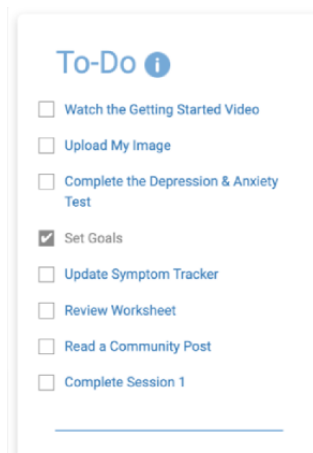 To-Do
Watch the Getting Started Video
Upload My Image
Complete the Depression & Anxiety
Test
Set Goals
Update Symptom Tracker
Review Worksheet
Read a Community Post
Complete Session 1